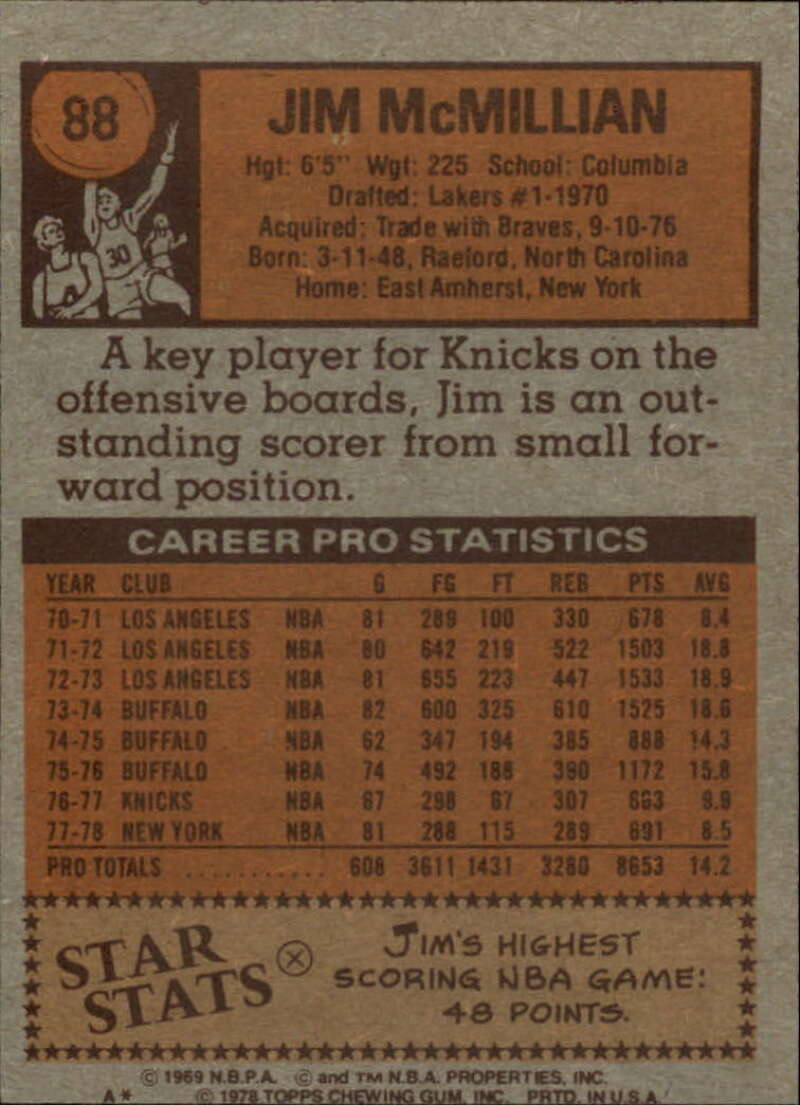 88
JIM McMILLIAN
Hgt: 6'5" Wgt: 225 School: Columbia
Drafted: Lakers #1-1970
Acquired: Trade with Braves, 9-10-76
Born: 3-11-48, Raeford, North Carolina
Home: East Amherst, New York
30
A key player for Knicks on the
offensive boards, Jim is an out-
standing scorer from small for-
ward position.
CAREER PRO STATISTICS
YEAR CLUB G FG FT REB PTS AVG
70-71 LOS ANGELES NBA 81 289 100 330 678 8.4
71-72 LOS ANGELES NBA 80 642 219 522 1503 18.8
72-73 LOS ANGELES NBA 81 655 223 447 1533 18.9
73-74 BUFFALO NBA 82 600 325 610 1525 18.6
74-75 BUFFALO NBA 62 347 194 385 888 14.3
75-76 BUFFALO NBA 74 492 188 390 1172 15.8
76-77 KNICKS NBA 67 298 67 307 663 9.9
77-78 NEW YORK NBA 81 288 115 289 691 8.5
PRO TOTALS ............ 608 3611 1431 3280 8653 14.2
STAR
STATS
JIM'S HIGHEST
SCORING NBA GAME:
48 POINTS.
© 1969 N.B.P.A. © and TM N.B.A. PROPERTIES, INC.
A* © 1978 TOPPS CHEWING GUM, INC. PRTD. IN U.S.A.